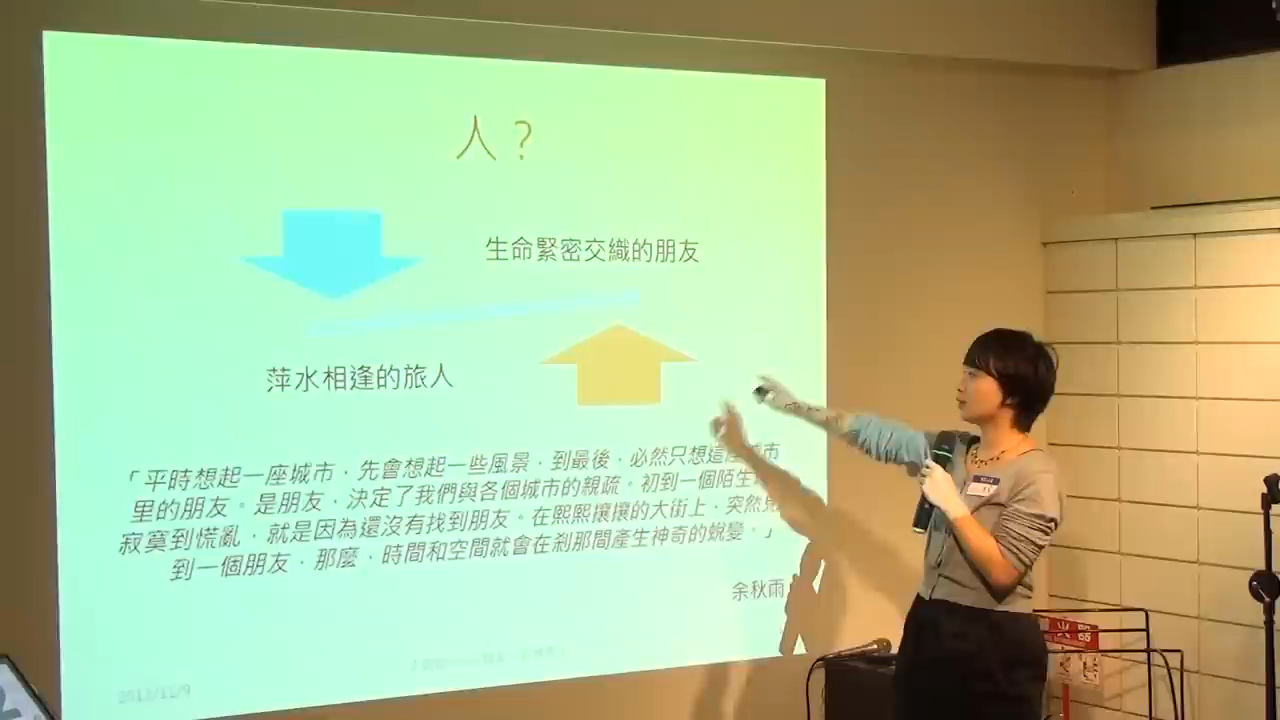 人？
生命緊密交織的朋友
萍水相逢的旅人
「平時想起一座城市，先會想起一些風景，到最後，必然只想這座城市
里的朋友。是朋友，決定了我們與各個城市的親疏。初到一個陌生
寂寞到慌亂，就是因為還沒有找到朋友。在熙熙攘攘的大街上，突然見
到一個朋友，那麼，時間和空間就會在剎那間產生神奇的蛻變。」
余秋雨